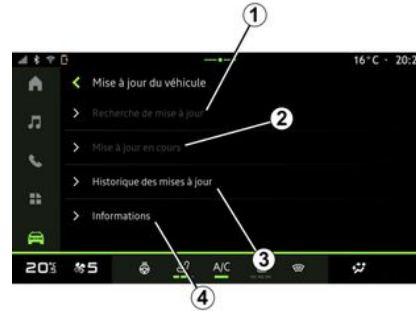 1
16°C · 20:2
Mise à jour du véhicule
Recherche de mise à jour
2
Mise à jour en cours
Historique des mises à jour
Informations
3
20.5 5 A/C
4